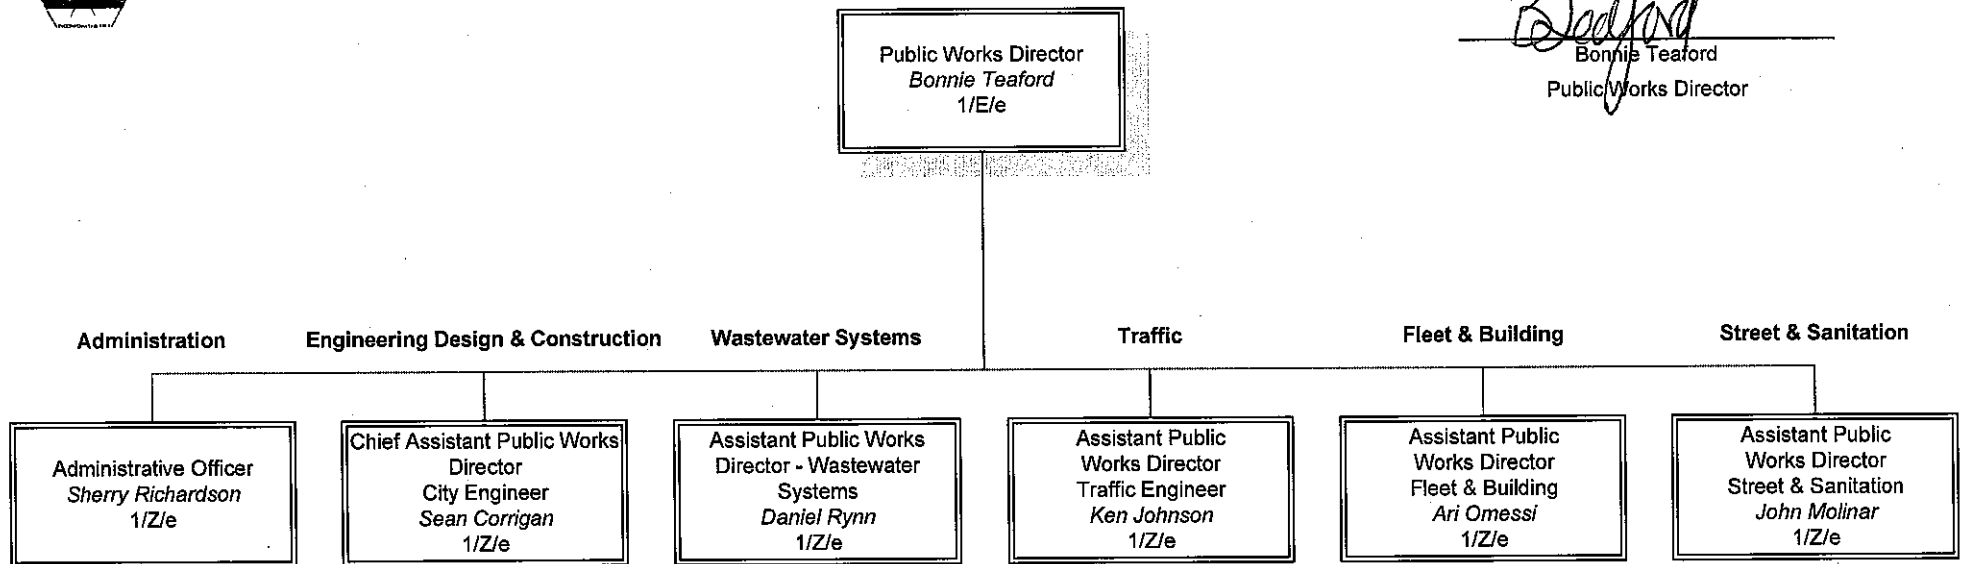 Public Works Director
Bonnie Teaford
1/E/e
Bonnie Teaford
Public Works Director
Administration
Engineering Design & Construction
Wastewater Systems
Traffic
Fleet & Building
Street & Sanitation
Administrative Officer
Sherry Richardson
1/Z/e
Chief Assistant Public Works
Director
City Engineer
Sean Corrigan
1/Z/e
Assistant Public Works
Director - Wastewater
Systems
Daniel Rynn
1/Z/e
Assistant Public
Works Director
Traffic Engineer
Ken Johnson
1/Z/e
Assistant Public
Works Director
Fleet & Building
Ari Omessi
1/Z/e
Assistant Public
Works Director
Street & Sanitation
John Molinar
1/Z/e